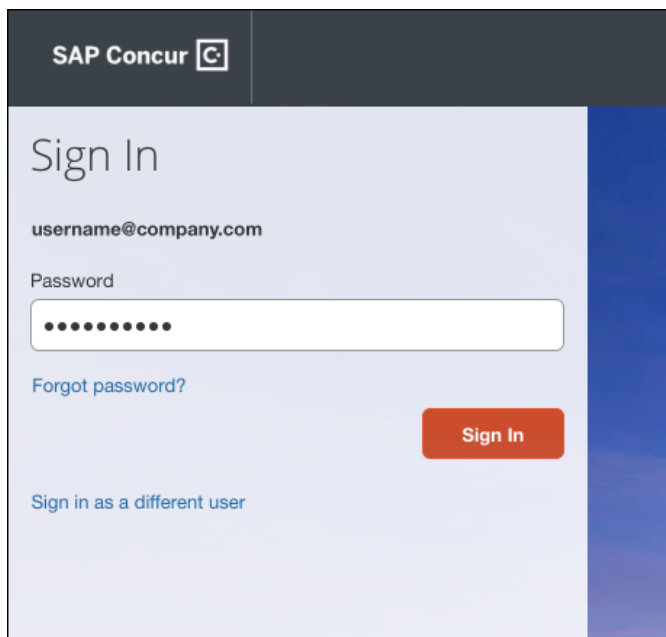 SAP Concur C
Sign In
username@company.com
Password
••••••••••
Forgot password?
Sign In
Sign in as a different user